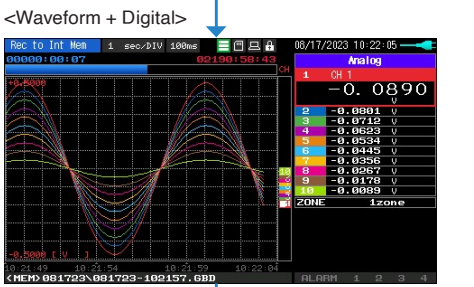 <Waveform + Digital>
Rec to Int Mem 1 sec/DIV 100ms 08/17/2023 10:22:05
00000:00:07 02190:58:43 CH Analog
+0.5000
1 CH 1
-0.0890
V
2 -0.0801 V
3 -0.0712 V
4 -0.0623 V
5 -0.0534 V
6 -0.0445 V
7 -0.0356 V
8 -0.0267 V
9 -0.0178 V
10 -0.0089 V
ZONE 1zone
10
1
-0.5000 [ V ]
10:21:49 10:21:54 10:21:59 10:22:04
<MEM>081723\081723-102157.GBD ALARM 1 2 3 4